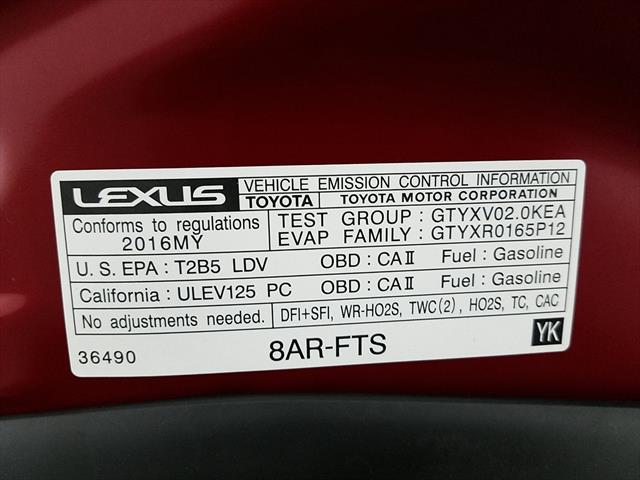 LEXUS VEHICLE EMISSION CONTROL INFORMATION
TOYOTA TOYOTA MOTOR CORPORATION
Conforms to regulations
2016MY
TEST GROUP : GTYXV02.0KEA
EVAP FAMILY: GTYXR0165P12
U. S. EPA : T2B5 LDV OBD : CAⅡ Fuel : Gasoline
California : ULEV125 PC OBD : CAⅡ Fuel : Gasoline
No adjustments needed. DFI+SFI, WR-HO2S, TWC(2) , HO2S, TC, CAC
36490 8AR-FTS YK